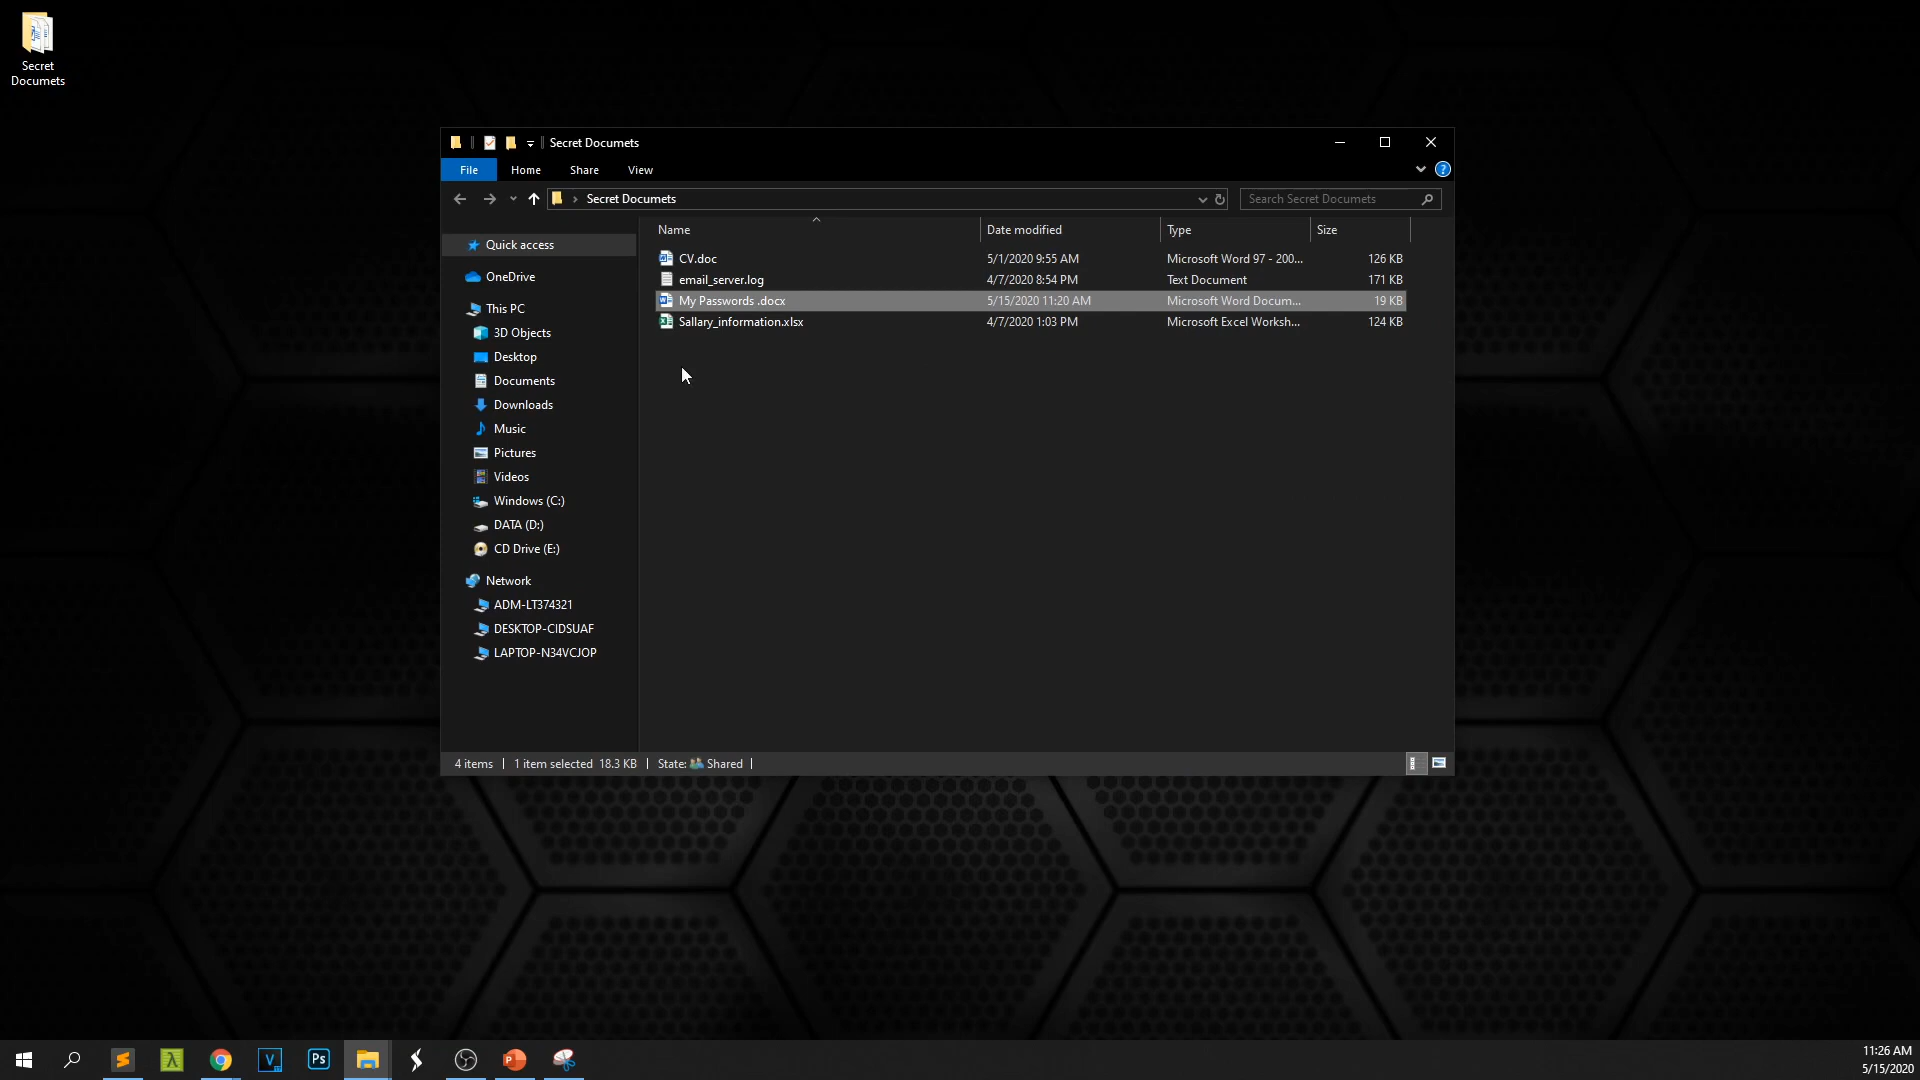 Secret
Documets
Secret Documets
File Home Share View
Secret Documets
Search Secret Documets
Name Date modified Type Size
CV.doc 5/1/2020 9:55 AM Microsoft Word 97 - 200... 126 KB
email_server.log 4/7/2020 8:54 PM Text Document 171 KB
My Passwords .docx 5/15/2020 11:20 AM Microsoft Word Docum... 19 KB
Sallary_information.xlsx 4/7/2020 1:03 PM Microsoft Excel Worksh... 124 KB
Quick access
OneDrive
This PC
3D Objects
Desktop
Documents
Downloads
Music
Pictures
Videos
Windows (C:)
DATA (D:)
CD Drive (E:)
Network
ADM-LT374321
DESKTOP-CIDSUAF
LAPTOP-N34VCJOP
4 items 1 item selected 18.3 KB State: Shared
11:26 AM
5/15/2020